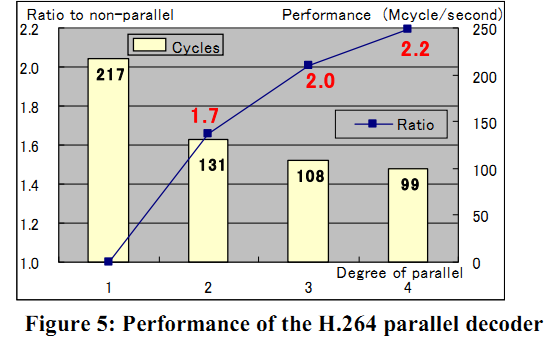 Ratio to non-parallel Performance (Mcycle/second)
2.2 250
Cycles 2.2
2.0 217 2.0 200
1.8 1.7
Ratio 150
1.6
131 108 99 100
1.4
50
1.2
Degree of parallel
1.0 0
1 2 3 4
Figure 5: Performance of the H.264 parallel decoder